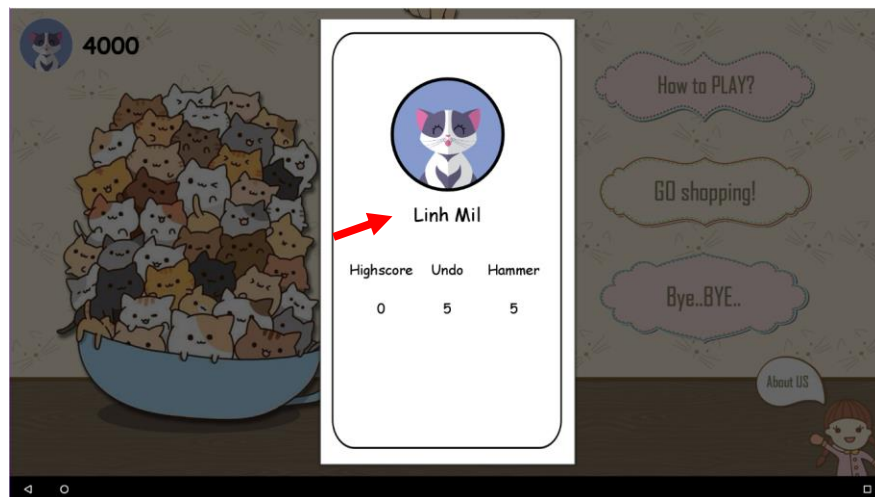 4000
Linh Mil
Highscore Undo Hammer
0 5 5
How to PLAY?
GO shopping!
Bye..BYE..
About US